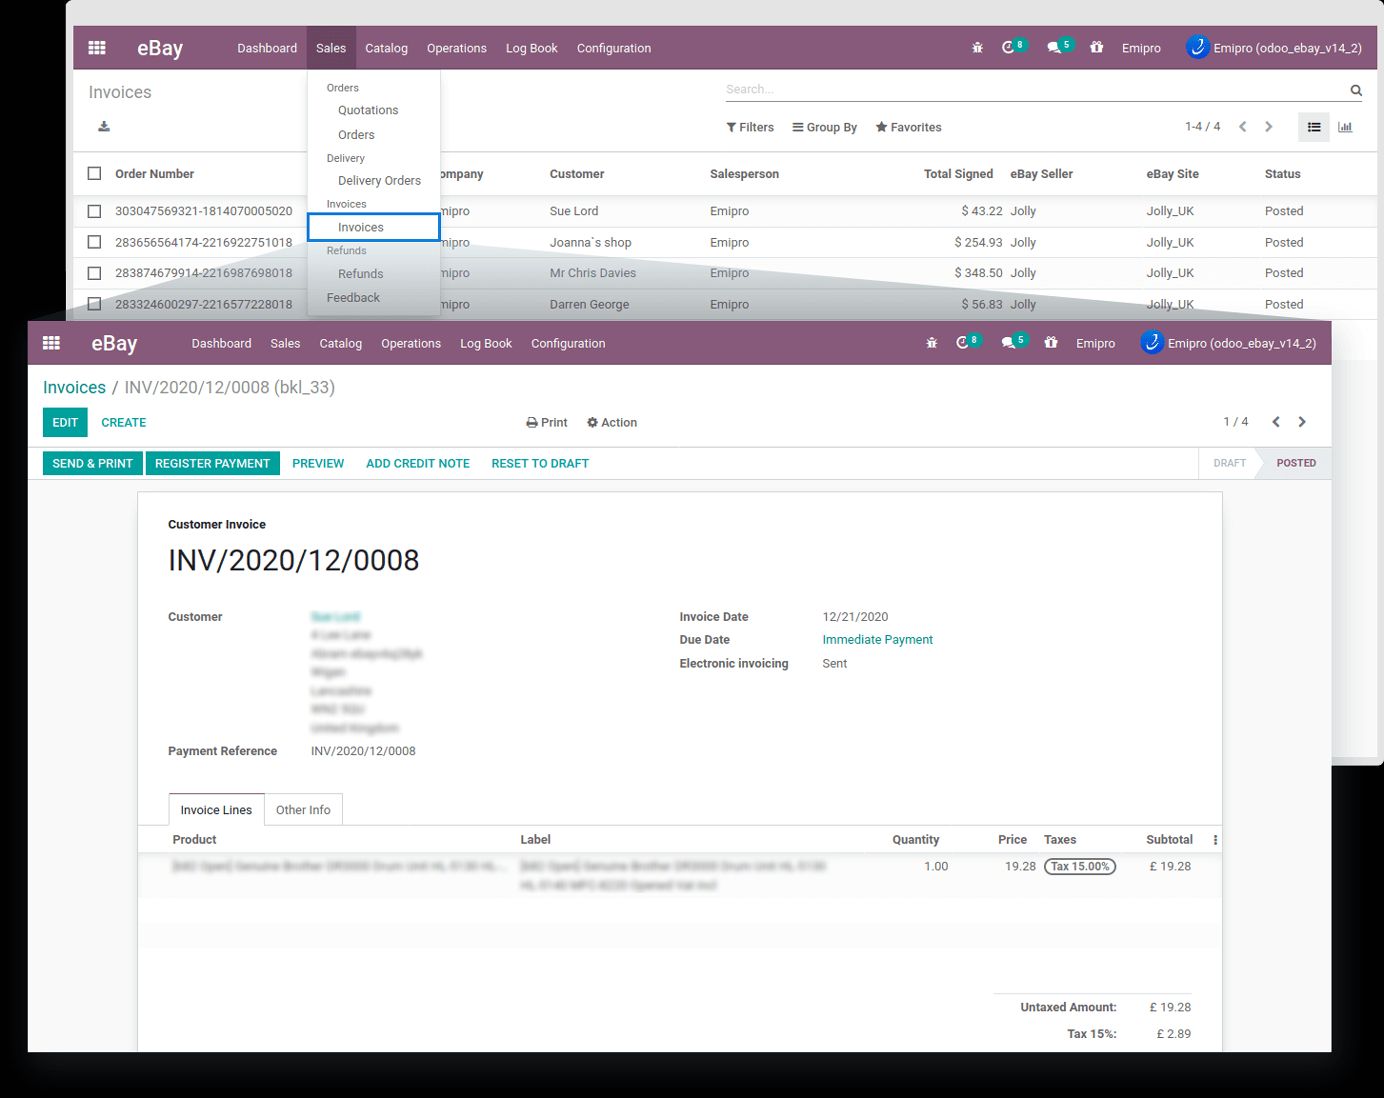 eBay Dashboard Sales Catalog Operations Log Book Configuration 8 5 Emipro Emipro (odoo_ebay_v14_2)
Invoices Search...
Orders
Quotations
Orders
Delivery
Delivery Orders
Invoices
Invoices
Refunds
Refunds
Feedback
Filters Group By Favorites 1-4 / 4
Order Number ompany Customer Salesperson Total Signed eBay Seller eBay Site Status
303047569321-1814070005020 mipro Sue Lord Emipro $ 43.22 Jolly Jolly_UK Posted
283656564174-2216922751018 mipro Joanna`s shop Emipro $ 254.93 Jolly Jolly_UK Posted
283874679914-2216987698018 mipro Mr Chris Davies Emipro $ 348.50 Jolly Jolly_UK Posted
283324600297-2216577228018 mipro Darren George Emipro $ 56.83 Jolly Jolly_UK Posted
eBay Dashboard Sales Catalog Operations Log Book Configuration 8 5 Emipro Emipro (odoo_ebay_v14_2)
Invoices / INV/2020/12/0008 (bkl_33)
EDIT CREATE Print Action 1 / 4
SEND & PRINT REGISTER PAYMENT PREVIEW ADD CREDIT NOTE RESET TO DRAFT DRAFT POSTED
Customer Invoice
INV/2020/12/0008
Customer Invoice Date 12/21/2020
Due Date Immediate Payment
Electronic invoicing Sent
Payment Reference INV/2020/12/0008
Invoice Lines Other Info
Product Label Quantity Price Taxes Subtotal
1.00 19.28 Tax 15.00% £ 19.28
Untaxed Amount: £ 19.28
Tax 15%: £ 2.89